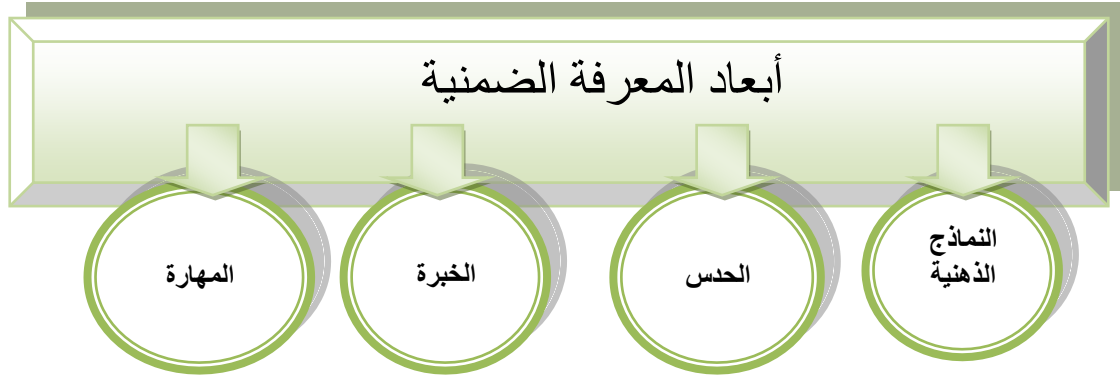 أبعاد المعرفة الضمنية
النماذج
الذهنية
الحدس
الخبرة
المهارة